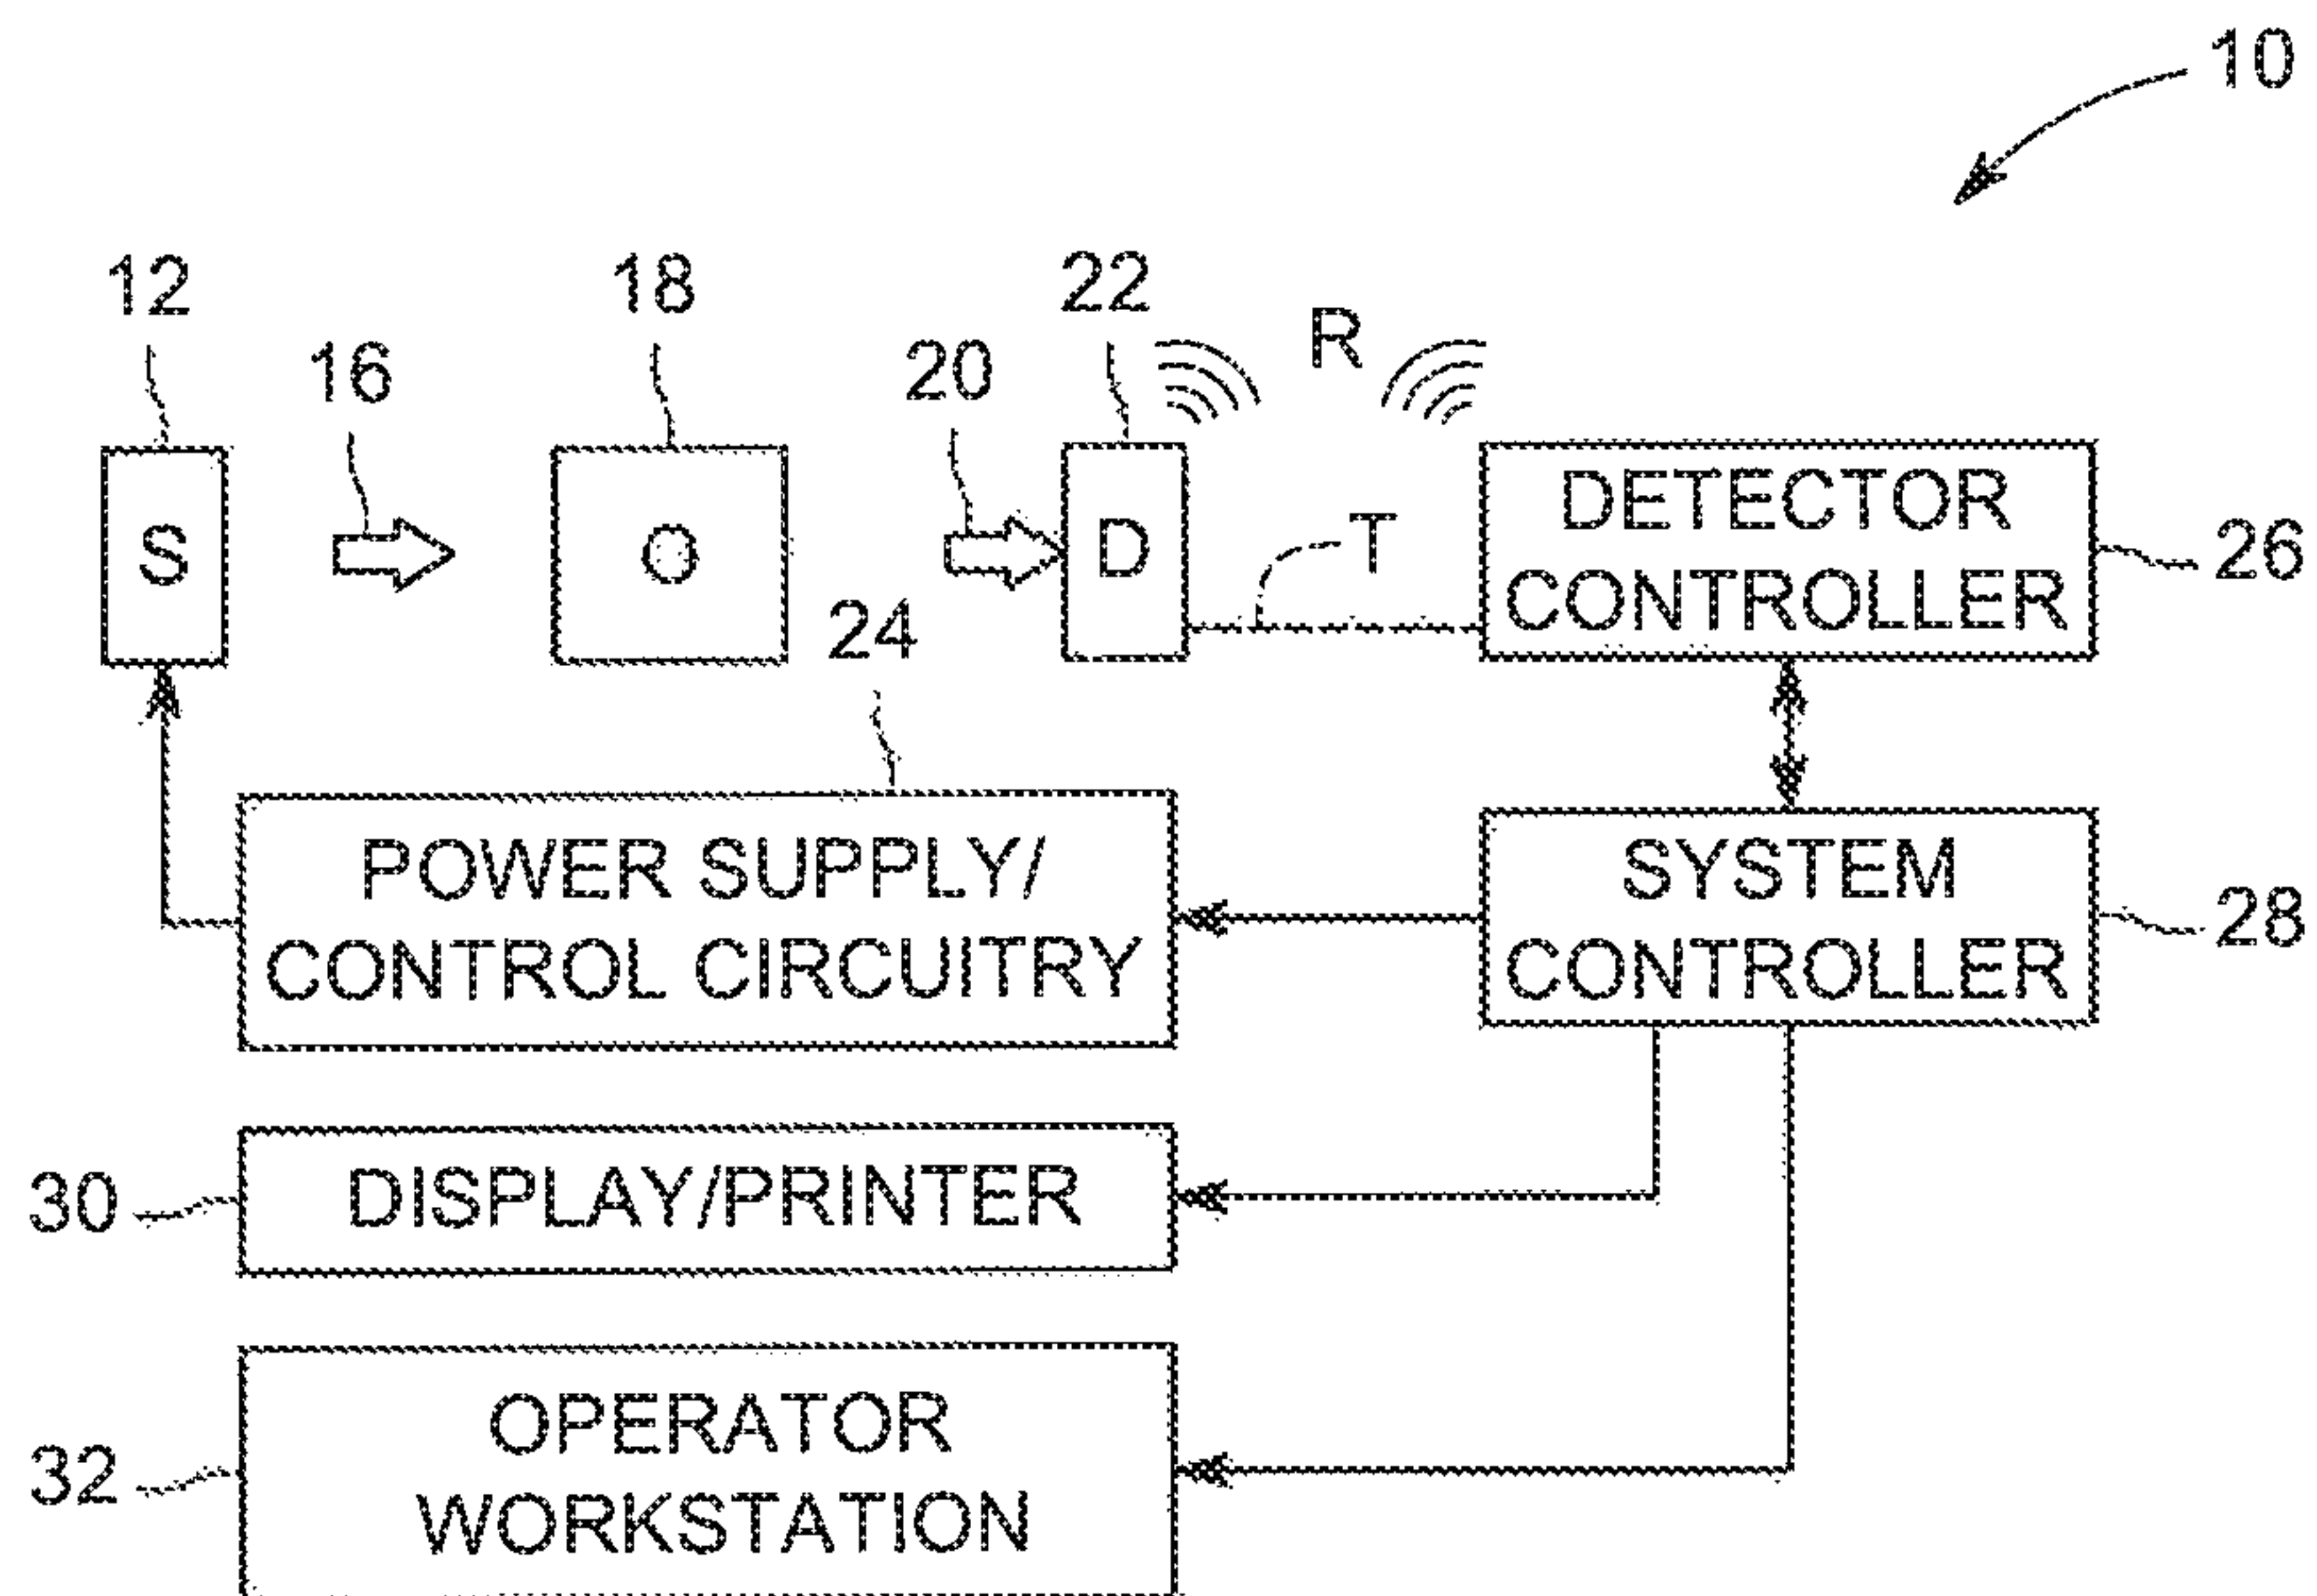 10
12
18
22
R
16
20
S
O
D
T
DETECTOR
CONTROLLER
26
24
POWER SUPPLY/
CONTROL CIRCUITRY
SYSTEM
CONTROLLER
28
30
DISPLAY/PRINTER
32
OPERATOR
WORKSTATION